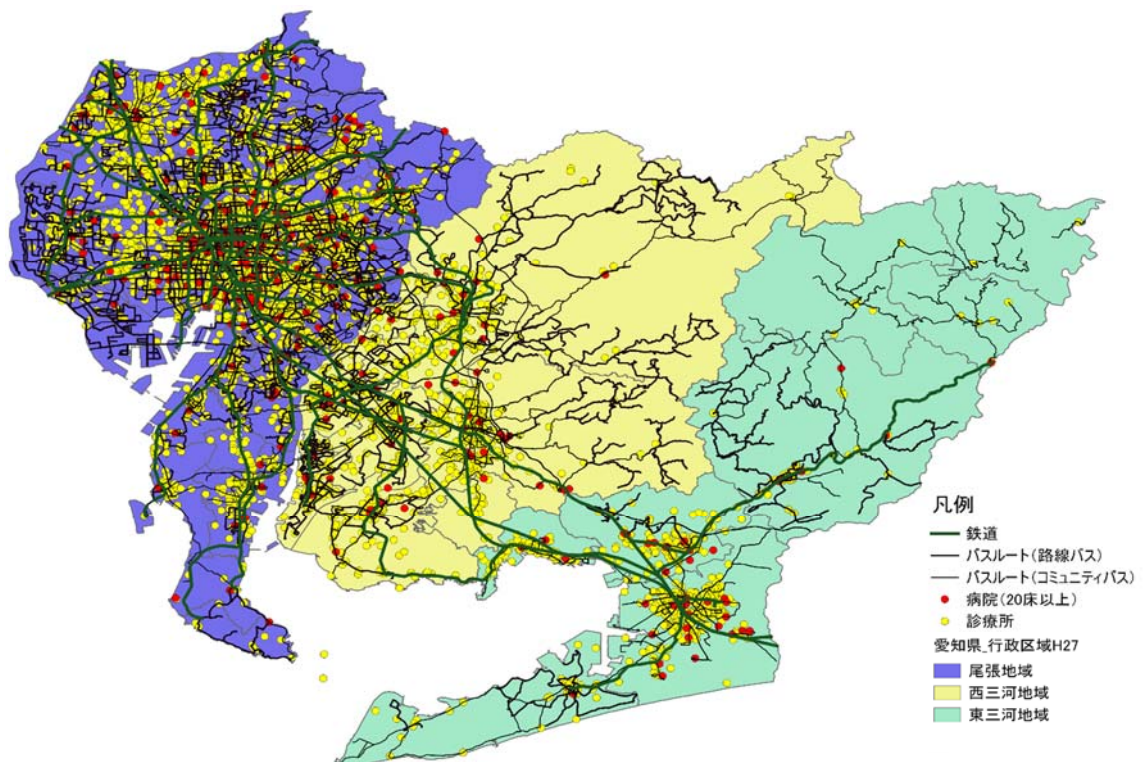 凡例
鉄道
バスルート(路線バス)
バスルート(コミュニティバス)
病院(20床以上)
診療所
愛知県_行政区域H27
尾張地域
西三河地域
東三河地域